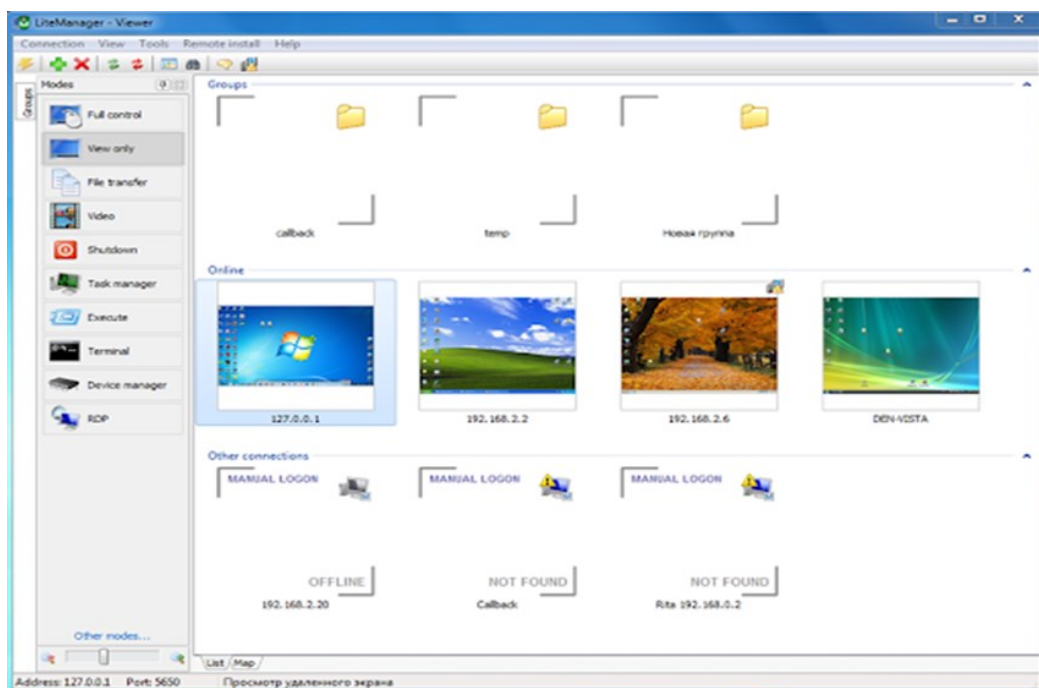 LiteManager - Viewer
Connection View Tools Remote install Help
Groups
Modes
Full control
View only
File transfer
Video
Shutdown
Task manager
Execute
Terminal
Device manager
RDP
Other modes...
Groups
callback
temp
Новая группа
Online
127.0.0.1
192.168.2.2
192.168.2.6
DEN-VISTA
Other connections
MANUAL LOGON
OFFLINE
192.168.2.20
MANUAL LOGON
NOT FOUND
Callback
MANUAL LOGON
NOT FOUND
Rita 192.168.0.2
List Map
Address: 127.0.0.1 Port: 5650 Просмотр удаленного экрана